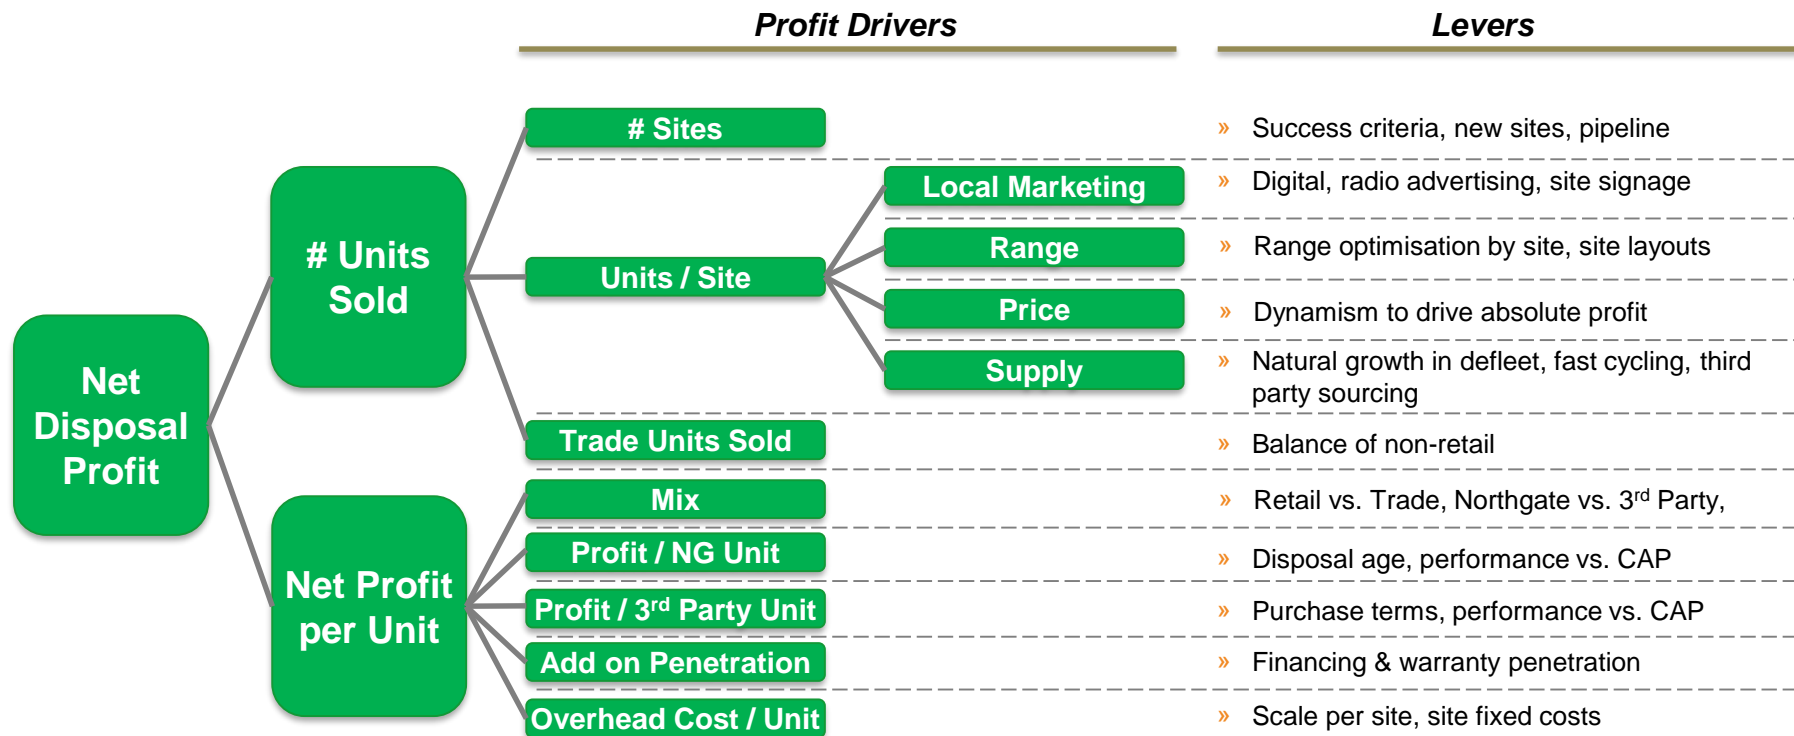 Profit Drivers
Levers
# Sites
» Success criteria, new sites, pipeline
Local Marketing
» Digital, radio advertising, site signage
# Units
Sold
Range
» Range optimisation by site, site layouts
Units / Site
Price
» Dynamism to drive absolute profit
Supply
» Natural growth in defleet, fast cycling, third
party sourcing
Net
Disposal
Profit
Trade Units Sold
» Balance of non-retail
Mix
» Retail vs. Trade, Northgate vs. 3rd Party,
Profit / NG Unit
» Disposal age, performance vs. CAP
Net Profit
per Unit
Profit / 3rd Party Unit
» Purchase terms, performance vs. CAP
Add on Penetration
» Financing & warranty penetration
Overhead Cost / Unit
» Scale per site, site fixed costs